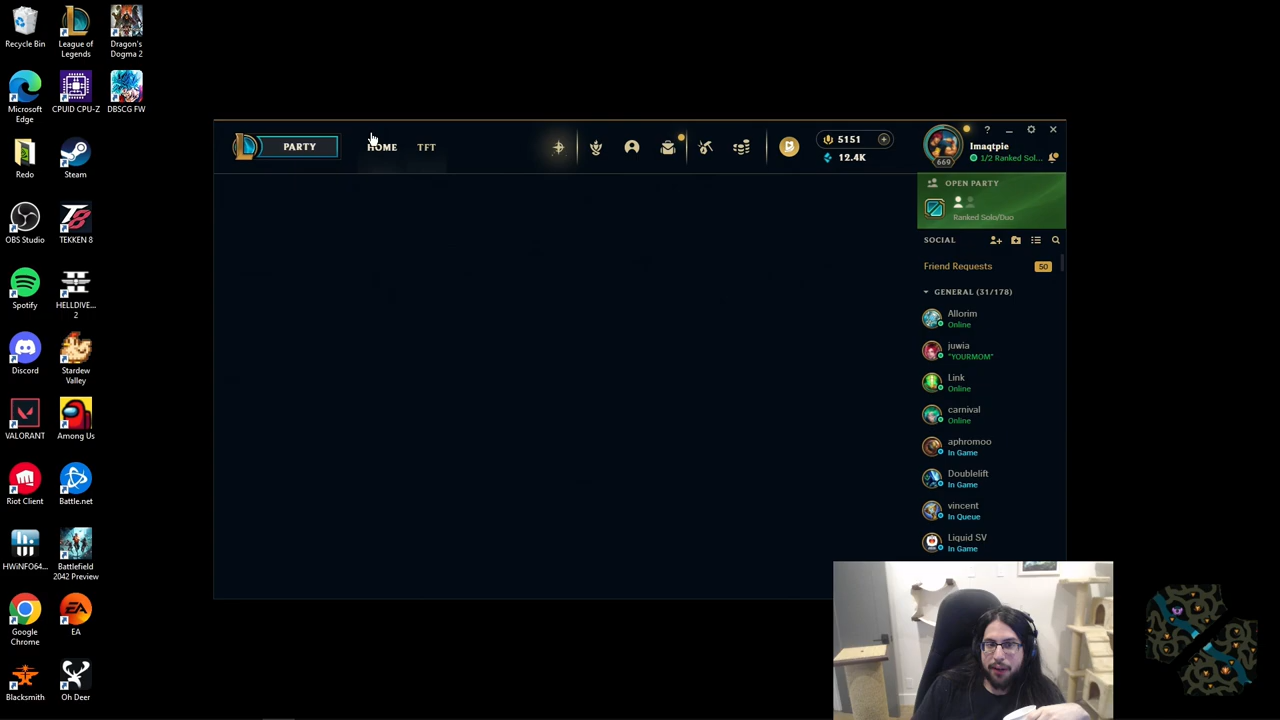 Recycle Bin
League of
Legends
Dragon's
Dogma 2
Microsoft
Edge
CPUID CPU-Z
DBSCG FW
Redo
Steam
OBS Studio
TEKKEN 8
Spotify
HELLDIVE...
2
Discord
Stardew
Valley
VALORANT
Among Us
Riot Client
Battle.net
HWiNFO64...
Battlefield
2042 Preview
Google
Chrome
EA
Blacksmith
Oh Deer
PARTY
HOME
TFT
5151
12.4K
669
Imaqtpie
1/2 Ranked Sol...
OPEN PARTY
Ranked Solo/Duo
SOCIAL
Friend Requests
50
GENERAL (31/178)
Allorim
Online
juwia
"YOURMOM"
Link
Online
carnival
Online
aphromoo
In Game
Doublelift
In Game
vincent
In Queue
Liquid SV
In Game